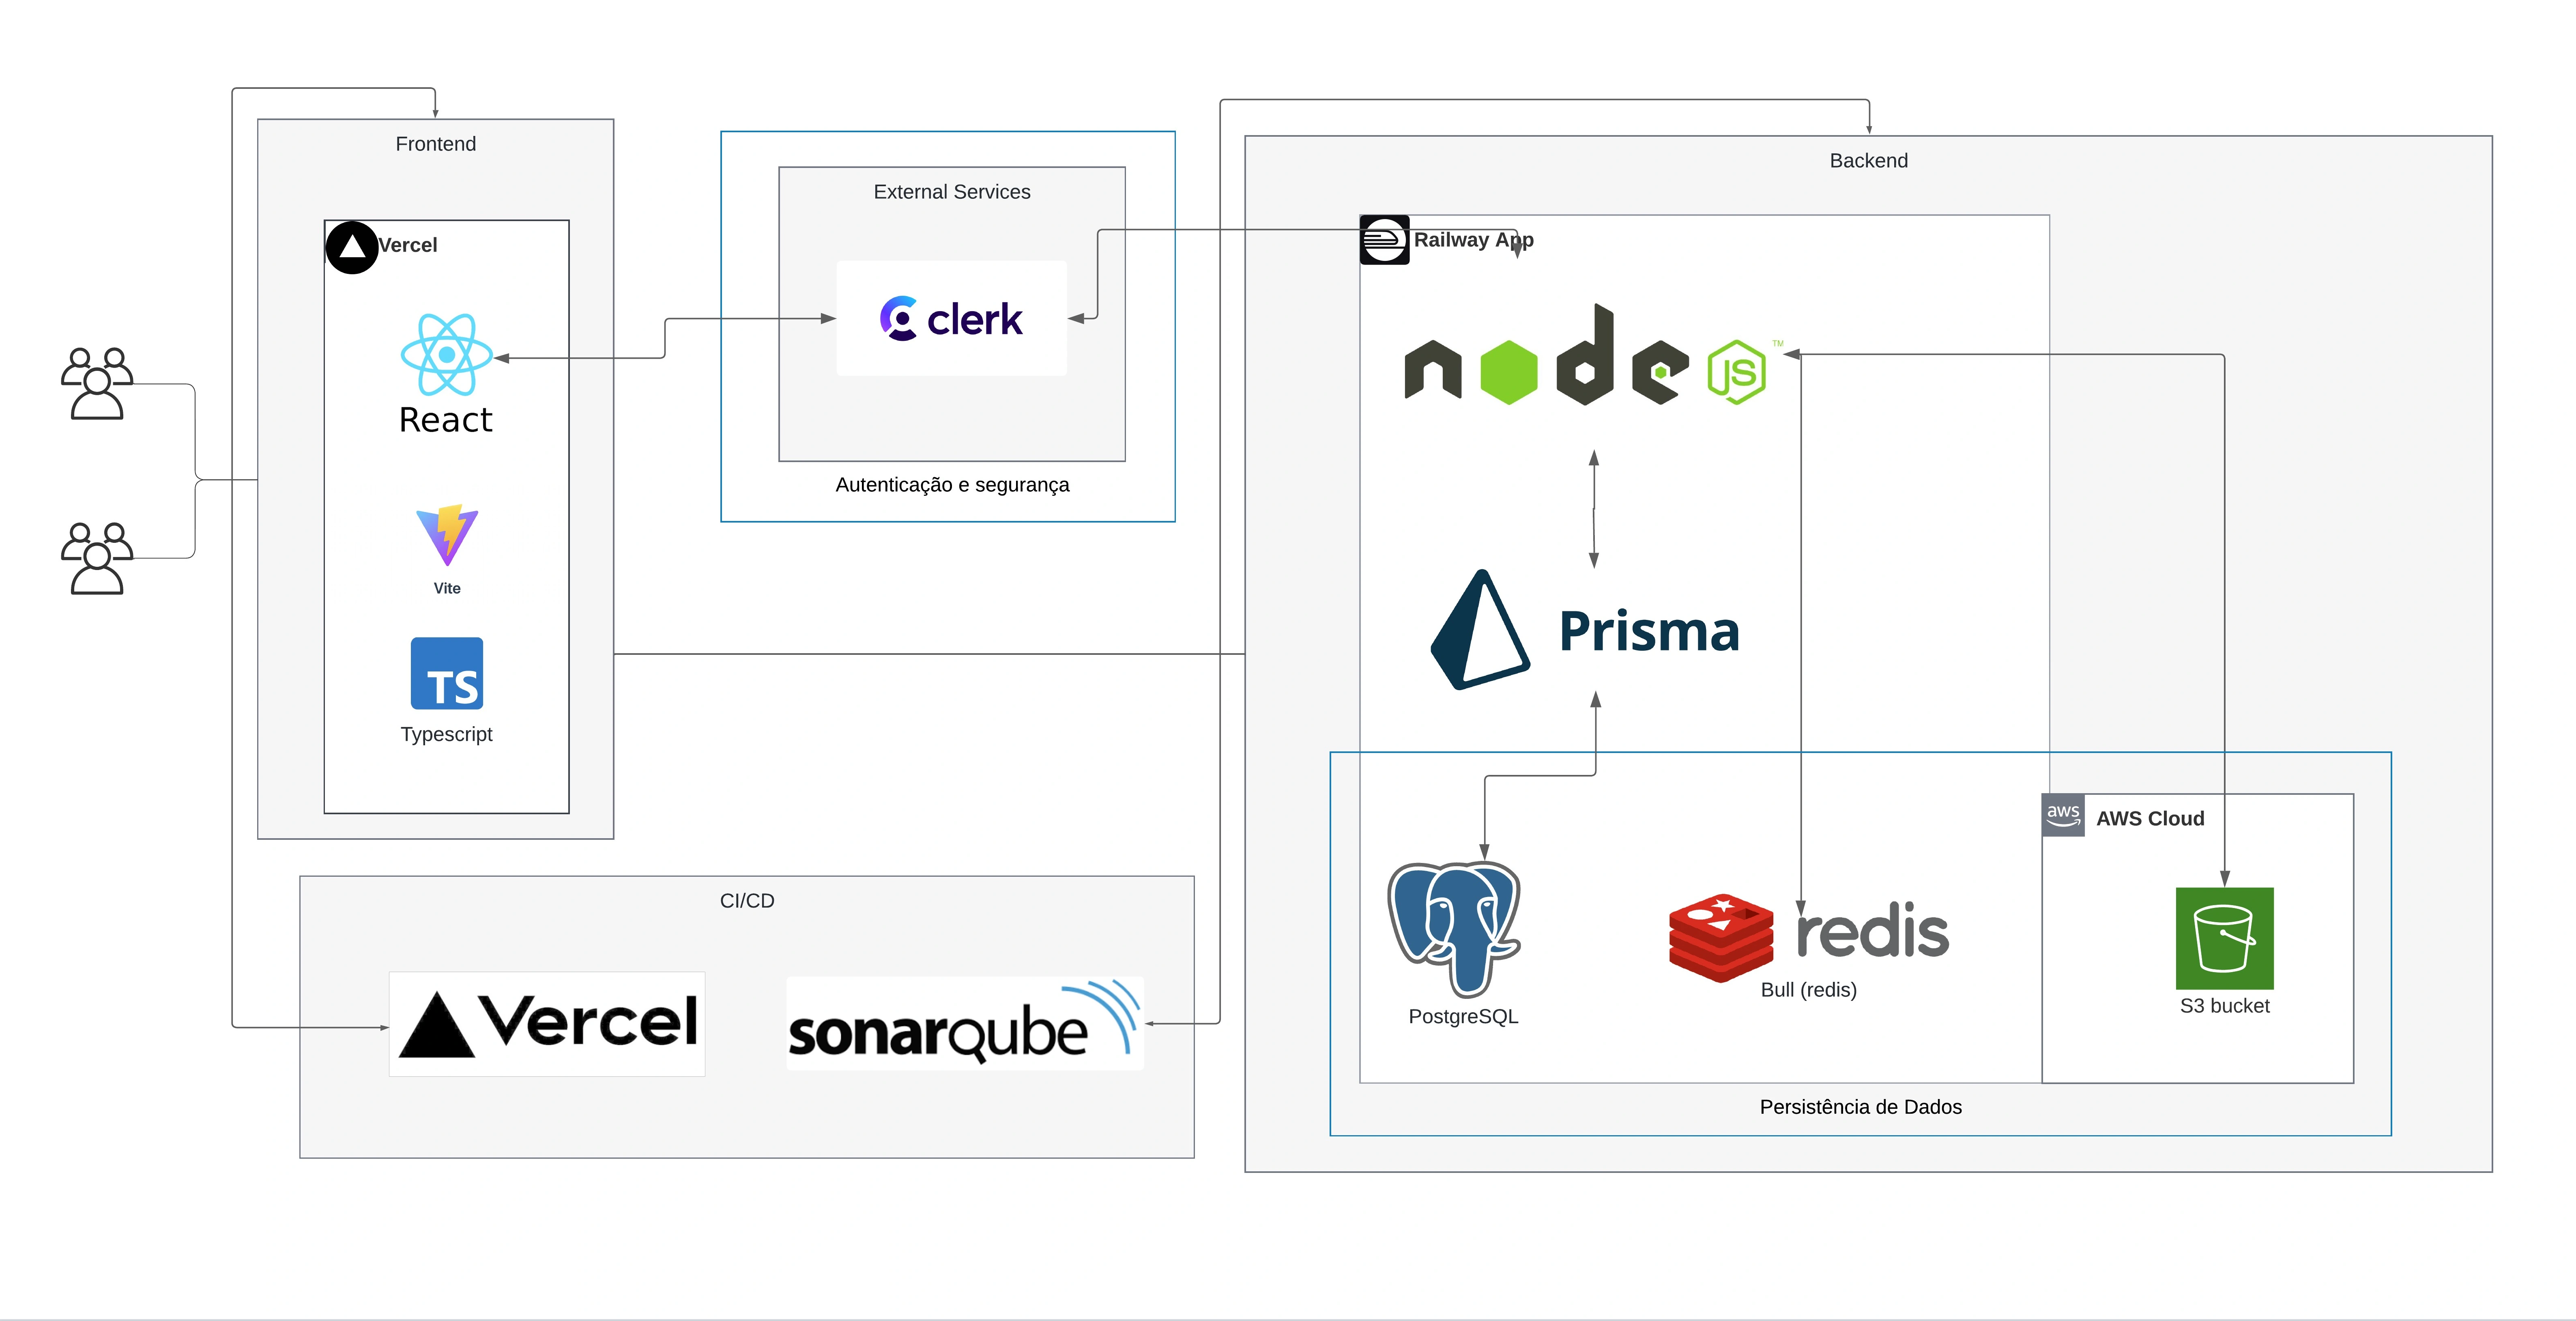 Frontend
Vercel
React
Vite
TS
Typescript
External Services
clerk
Autenticação e segurança
Backend
Railway App
node
JS
TM
Prisma
aws
AWS Cloud
PostgreSQL
redis
Bull (redis)
S3 bucket
Persistência de Dados
CI/CD
Vercel
sonarqube